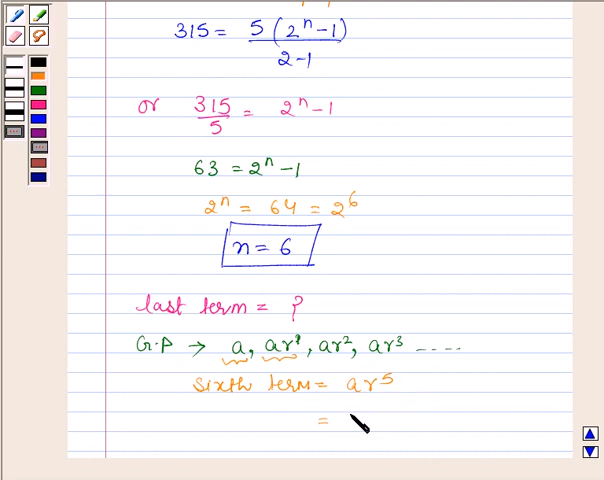 315 = 5 ( 2ⁿ - 1 ) / 2 - 1
or 315 / 5 = 2ⁿ - 1
63 = 2ⁿ - 1
2ⁿ = 64 = 2⁶
n = 6
last term = ?
G.P → a, ar¹, ar², ar³ ----
Sixth term = ar⁵
=